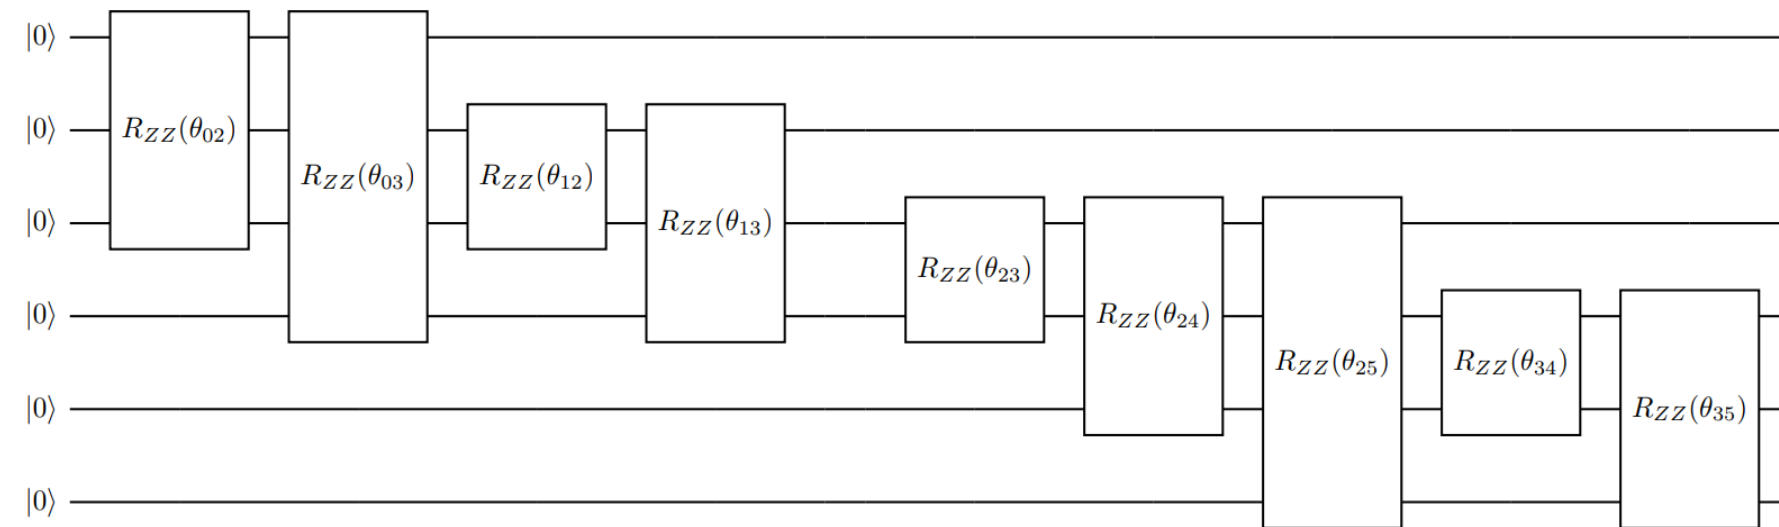 |0⟩
|0⟩ R_{ZZ}(θ_{02})
R_{ZZ}(θ_{03}) R_{ZZ}(θ_{12})
|0⟩ R_{ZZ}(θ_{13})
R_{ZZ}(θ_{23})
|0⟩ R_{ZZ}(θ_{24})
R_{ZZ}(θ_{25}) R_{ZZ}(θ_{34})
|0⟩ R_{ZZ}(θ_{35})
|0⟩